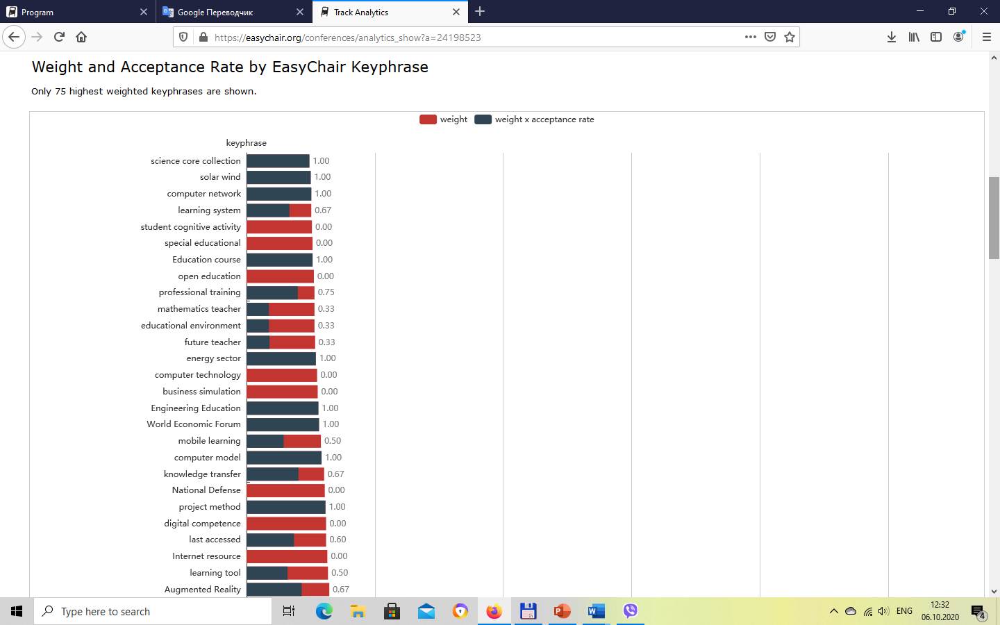 Program
Google Переводчик
Track Analytics
https://easychair.org/conferences/analytics_show?a=24198523
Weight and Acceptance Rate by EasyChair Keyphrase
Only 75 highest weighted keyphrases are shown.
weight weight x acceptance rate
keyphrase
science core collection 1.00
solar wind 1.00
computer network 1.00
learning system 0.67
student cognitive activity 0.00
special educational 0.00
Education course 1.00
open education 0.00
professional training 0.75
mathematics teacher 0.33
educational environment 0.33
future teacher 0.33
energy sector 1.00
computer technology 0.00
business simulation 0.00
Engineering Education 1.00
World Economic Forum 1.00
mobile learning 0.50
computer model 1.00
knowledge transfer 0.67
National Defense 0.00
project method 1.00
digital competence 0.00
last accessed 0.60
Internet resource 0.00
learning tool 0.50
Augmented Reality 0.67
Type here to search
ENG
12:32
06.10.2020
4